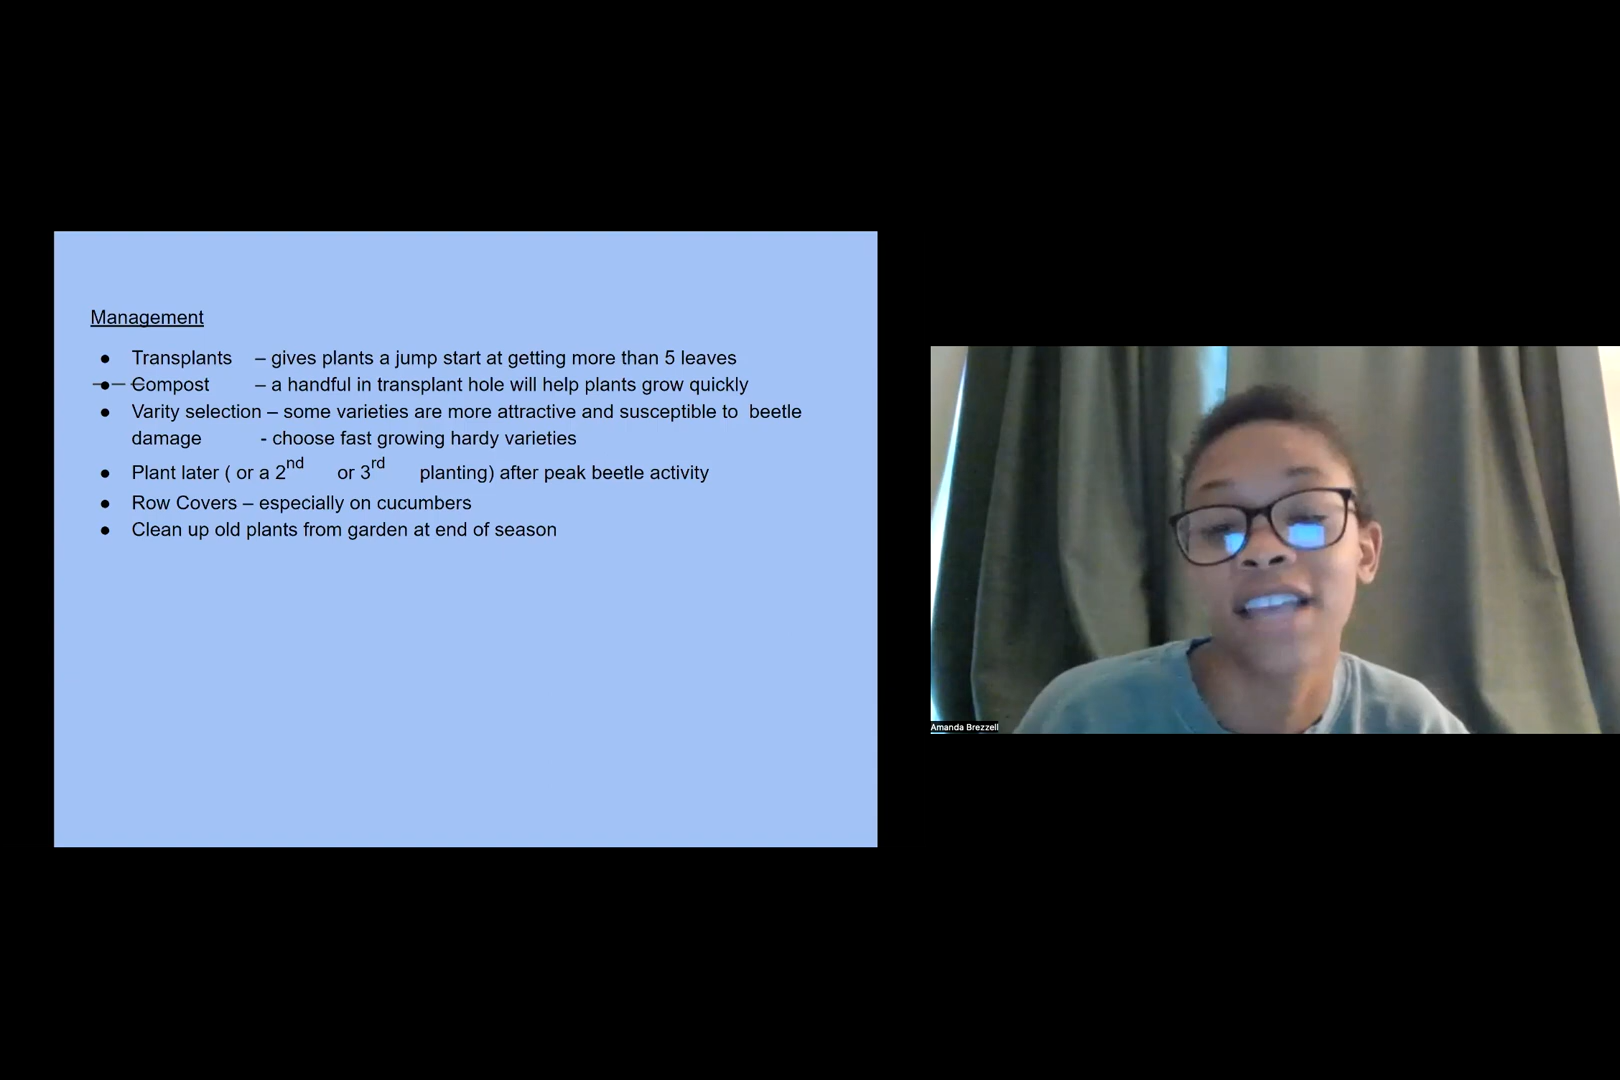 Management
● Transplants – gives plants a jump start at getting more than 5 leaves
● Compost – a handful in transplant hole will help plants grow quickly
● Varity selection – some varieties are more attractive and susceptible to beetle
damage - choose fast growing hardy varieties
● Plant later ( or a 2nd or 3rd planting) after peak beetle activity
● Row Covers – especially on cucumbers
● Clean up old plants from garden at end of season
Amanda Brezzell